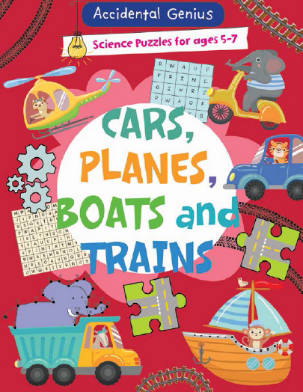 Accidental Genius
Science Puzzles for ages 5-7
CARS,
PLANES,
BOATS and
TRAINS